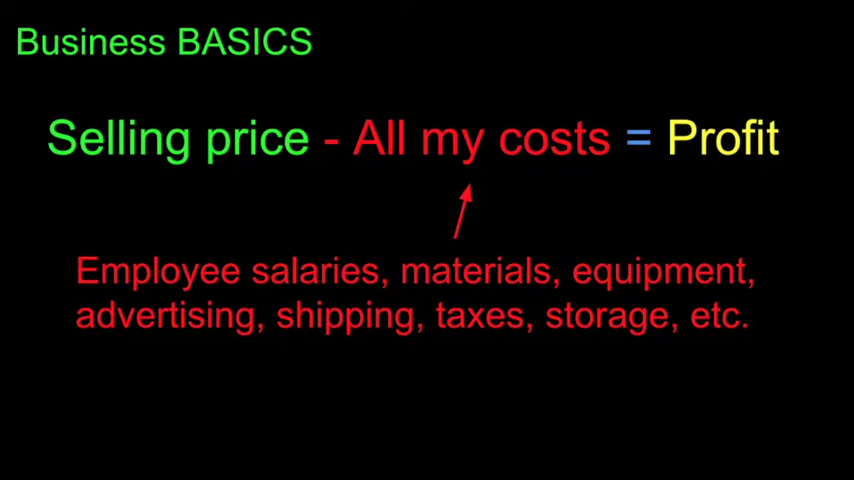 Business BASICS
Selling price - All my costs = Profit
Employee salaries, materials, equipment,
advertising, shipping, taxes, storage, etc.